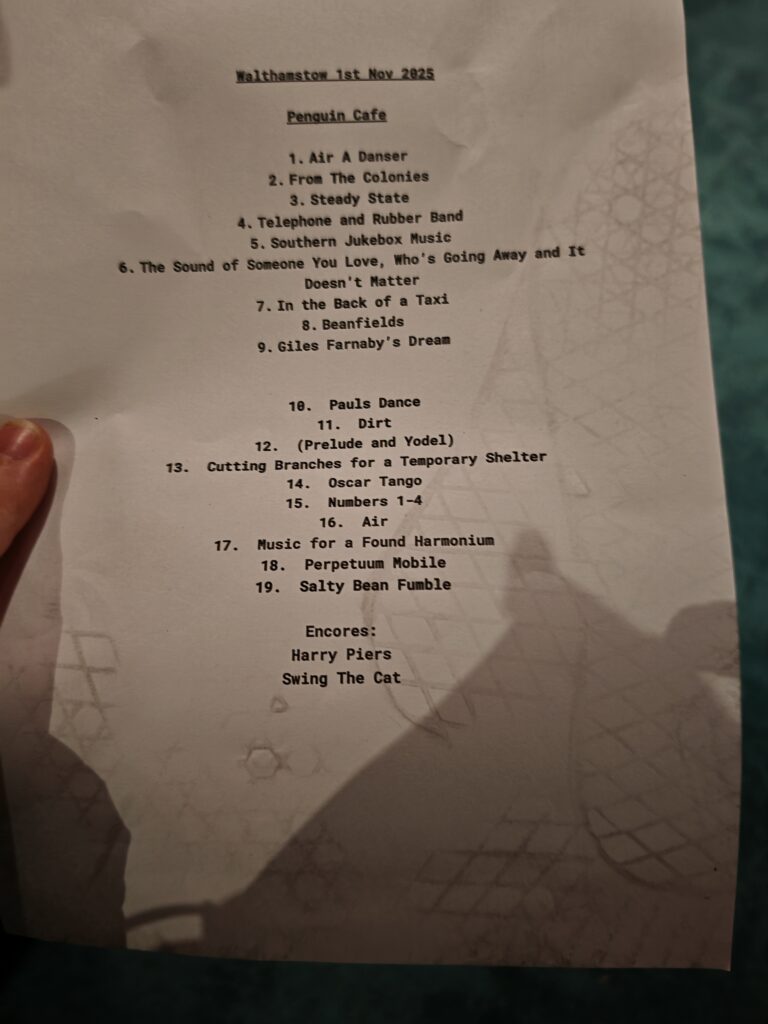 Walthamstow 1st Nov 2025
Penguin Cafe
1. Air A Danser
2. From The Colonies
3. Steady State
4. Telephone and Rubber Band
5. Southern Jukebox Music
6. The Sound of Someone You Love, Who's Going Away and It
Doesn't Matter
7. In the Back of a Taxi
8. Beanfields
9. Giles Farnaby's Dream
10. Pauls Dance
11. Dirt
12. (Prelude and Yodel)
13. Cutting Branches for a Temporary Shelter
14. Oscar Tango
15. Numbers 1-4
16. Air
17. Music for a Found Harmonium
18. Perpetuum Mobile
19. Salty Bean Fumble
Encores:
Harry Piers
Swing The Cat